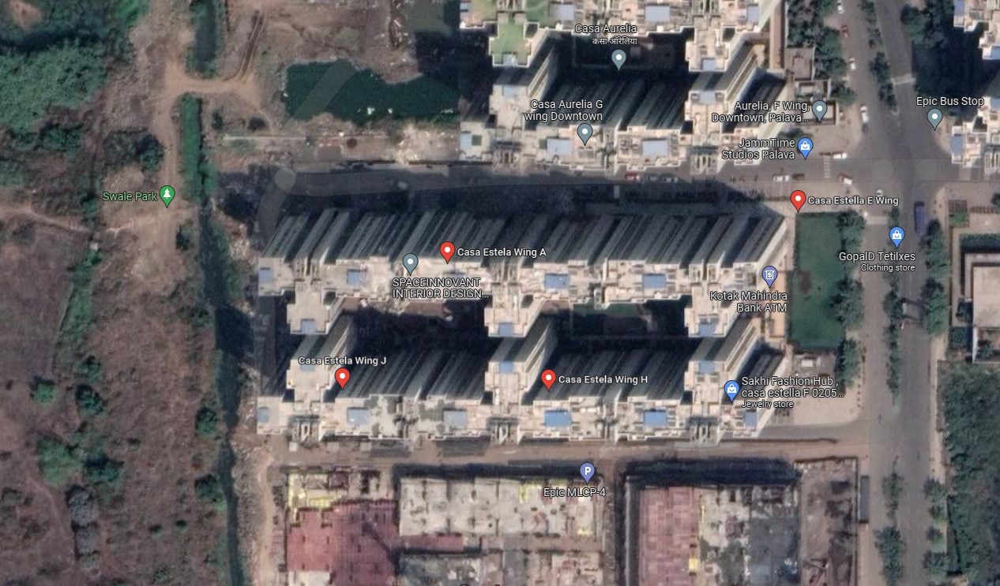 Casa Aurelia
कासा ऑरेलिया
Casa Aurelia G
wing Downtown
Aurelia, F Wing,
Downtown, Palava...
Epic Bus Stop
JammTime
Studios Palava
Swale Park
Casa Estella E Wing
Casa Estela Wing A
GopalD Tetilxes
Clothing store
SPACEINNOVANT
INTERIOR DESIGN...
Kotak Mahindra
Bank ATM
Casa Estela Wing J
Casa Estela Wing H
Sakhi Fashion Hub ,
casa estella F 0205...
Jewelry store
P
Epic MLCP-4